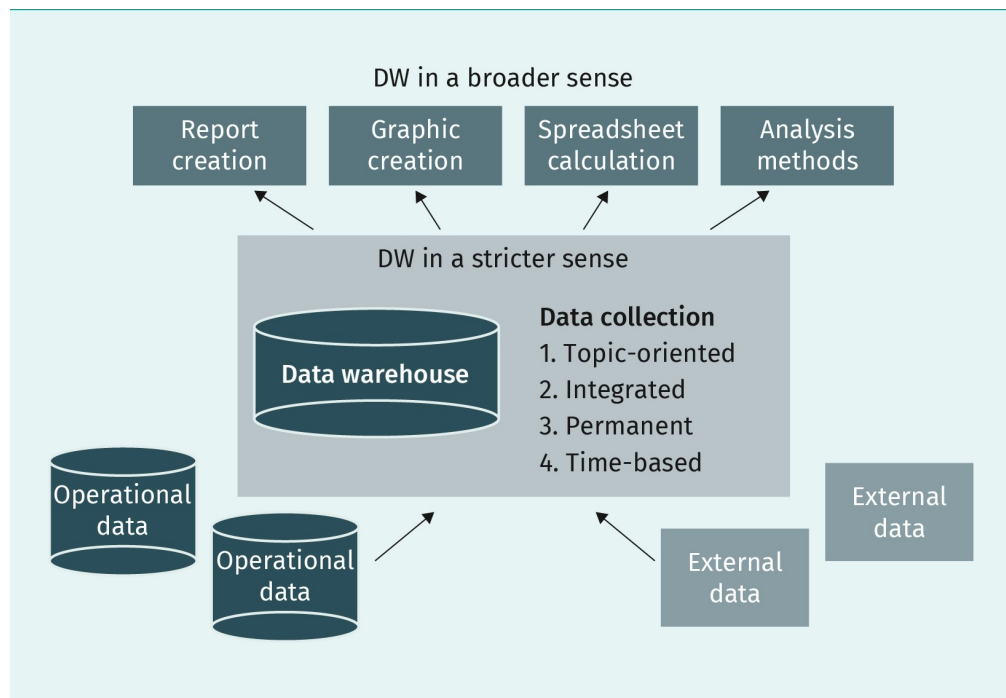 DW in a broader sense
Report
creation
Graphic
creation
Spreadsheet
calculation
Analysis
methods
DW in a stricter sense
Data warehouse
Data collection
1. Topic-oriented
2. Integrated
3. Permanent
4. Time-based
Operational
data
Operational
data
External
data
External
data